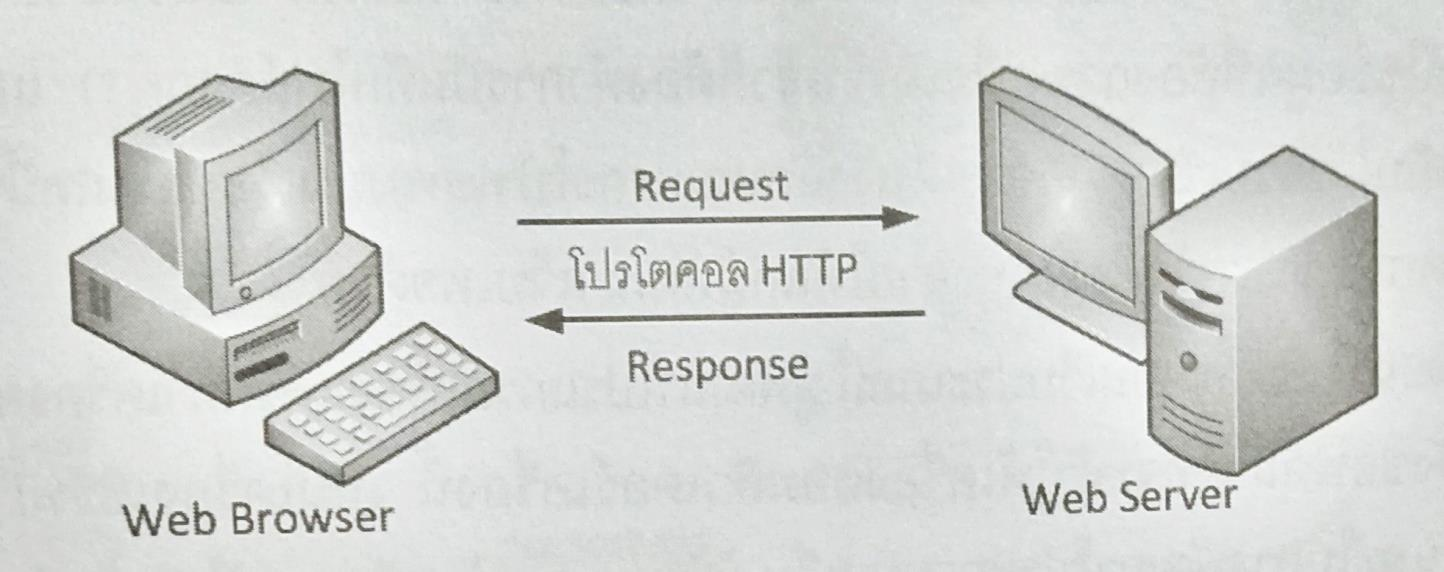 Request
โปรโตคอล HTTP
Response
Web Browser
Web Server